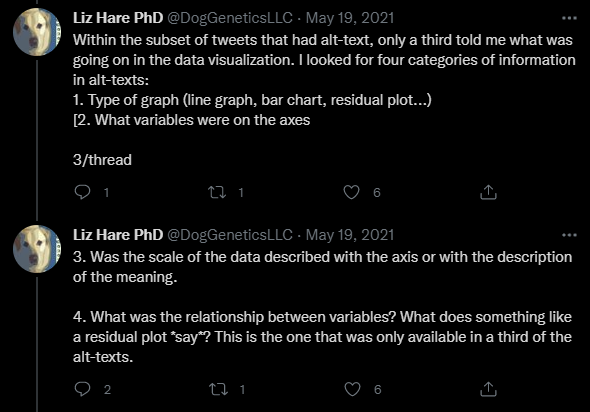 Liz Hare PhD @DogGeneticsLLC · May 19, 2021
Within the subset of tweets that had alt-text, only a third told me what was
going on in the data visualization. I looked for four categories of information
in alt-texts:
1. Type of graph (line graph, bar chart, residual plot...)
[2. What variables were on the axes
3/thread
1 1 6
Liz Hare PhD @DogGeneticsLLC · May 19, 2021
3. Was the scale of the data described with the axis or with the description
of the meaning.
4. What was the relationship between variables? What does something like
a residual plot *say*? This is the one that was only available in a third of the
alt-texts.
2 1 6